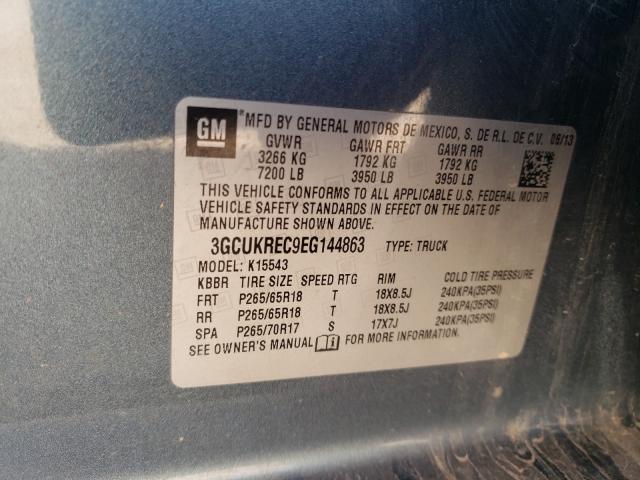 GM
MFD BY GENERAL MOTORS DE MEXICO, S. DE R.L. DE C.V. 06/13
GVWR GAWR FRT GAWR RR
3266 KG 1792 KG 1792 KG
7200 LB 3950 LB 3950 LB
THIS VEHICLE CONFORMS TO ALL APPLICABLE U.S. FEDERAL MOTOR
VEHICLE SAFETY STANDARDS IN EFFECT ON THE DATE OF
MANUFACTURE SHOWN ABOVE.
3GCUKREC9EG144863 TYPE: TRUCK
MODEL: K15543
KBBR TIRE SIZE SPEED RTG RIM COLD TIRE PRESSURE
FRT P265/65R18 T 18X8.5J 240KPA(35PSI)
RR P265/65R18 T 18X8.5J 240KPA(35PSI)
SPA P265/70R17 S 17X7J 240KPA(35PSI)
SEE OWNER'S MANUAL FOR MORE INFORMATION.